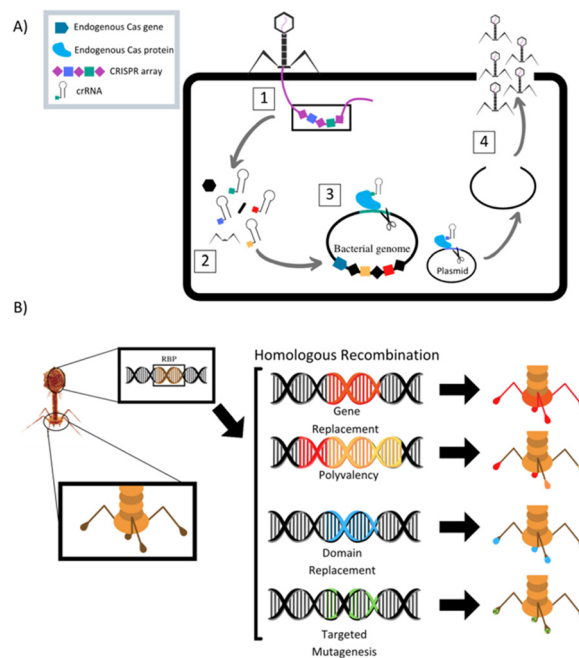 A)
Endogenous Cas gene
Endogenous Cas protein
CRISPR array
crRNA
1
2
3
4
Bacterial genome
Plasmid
B)
RBP
Homologous Recombination
Gene
Replacement
Polyvalency
Domain
Replacement
Targeted
Mutagenesis